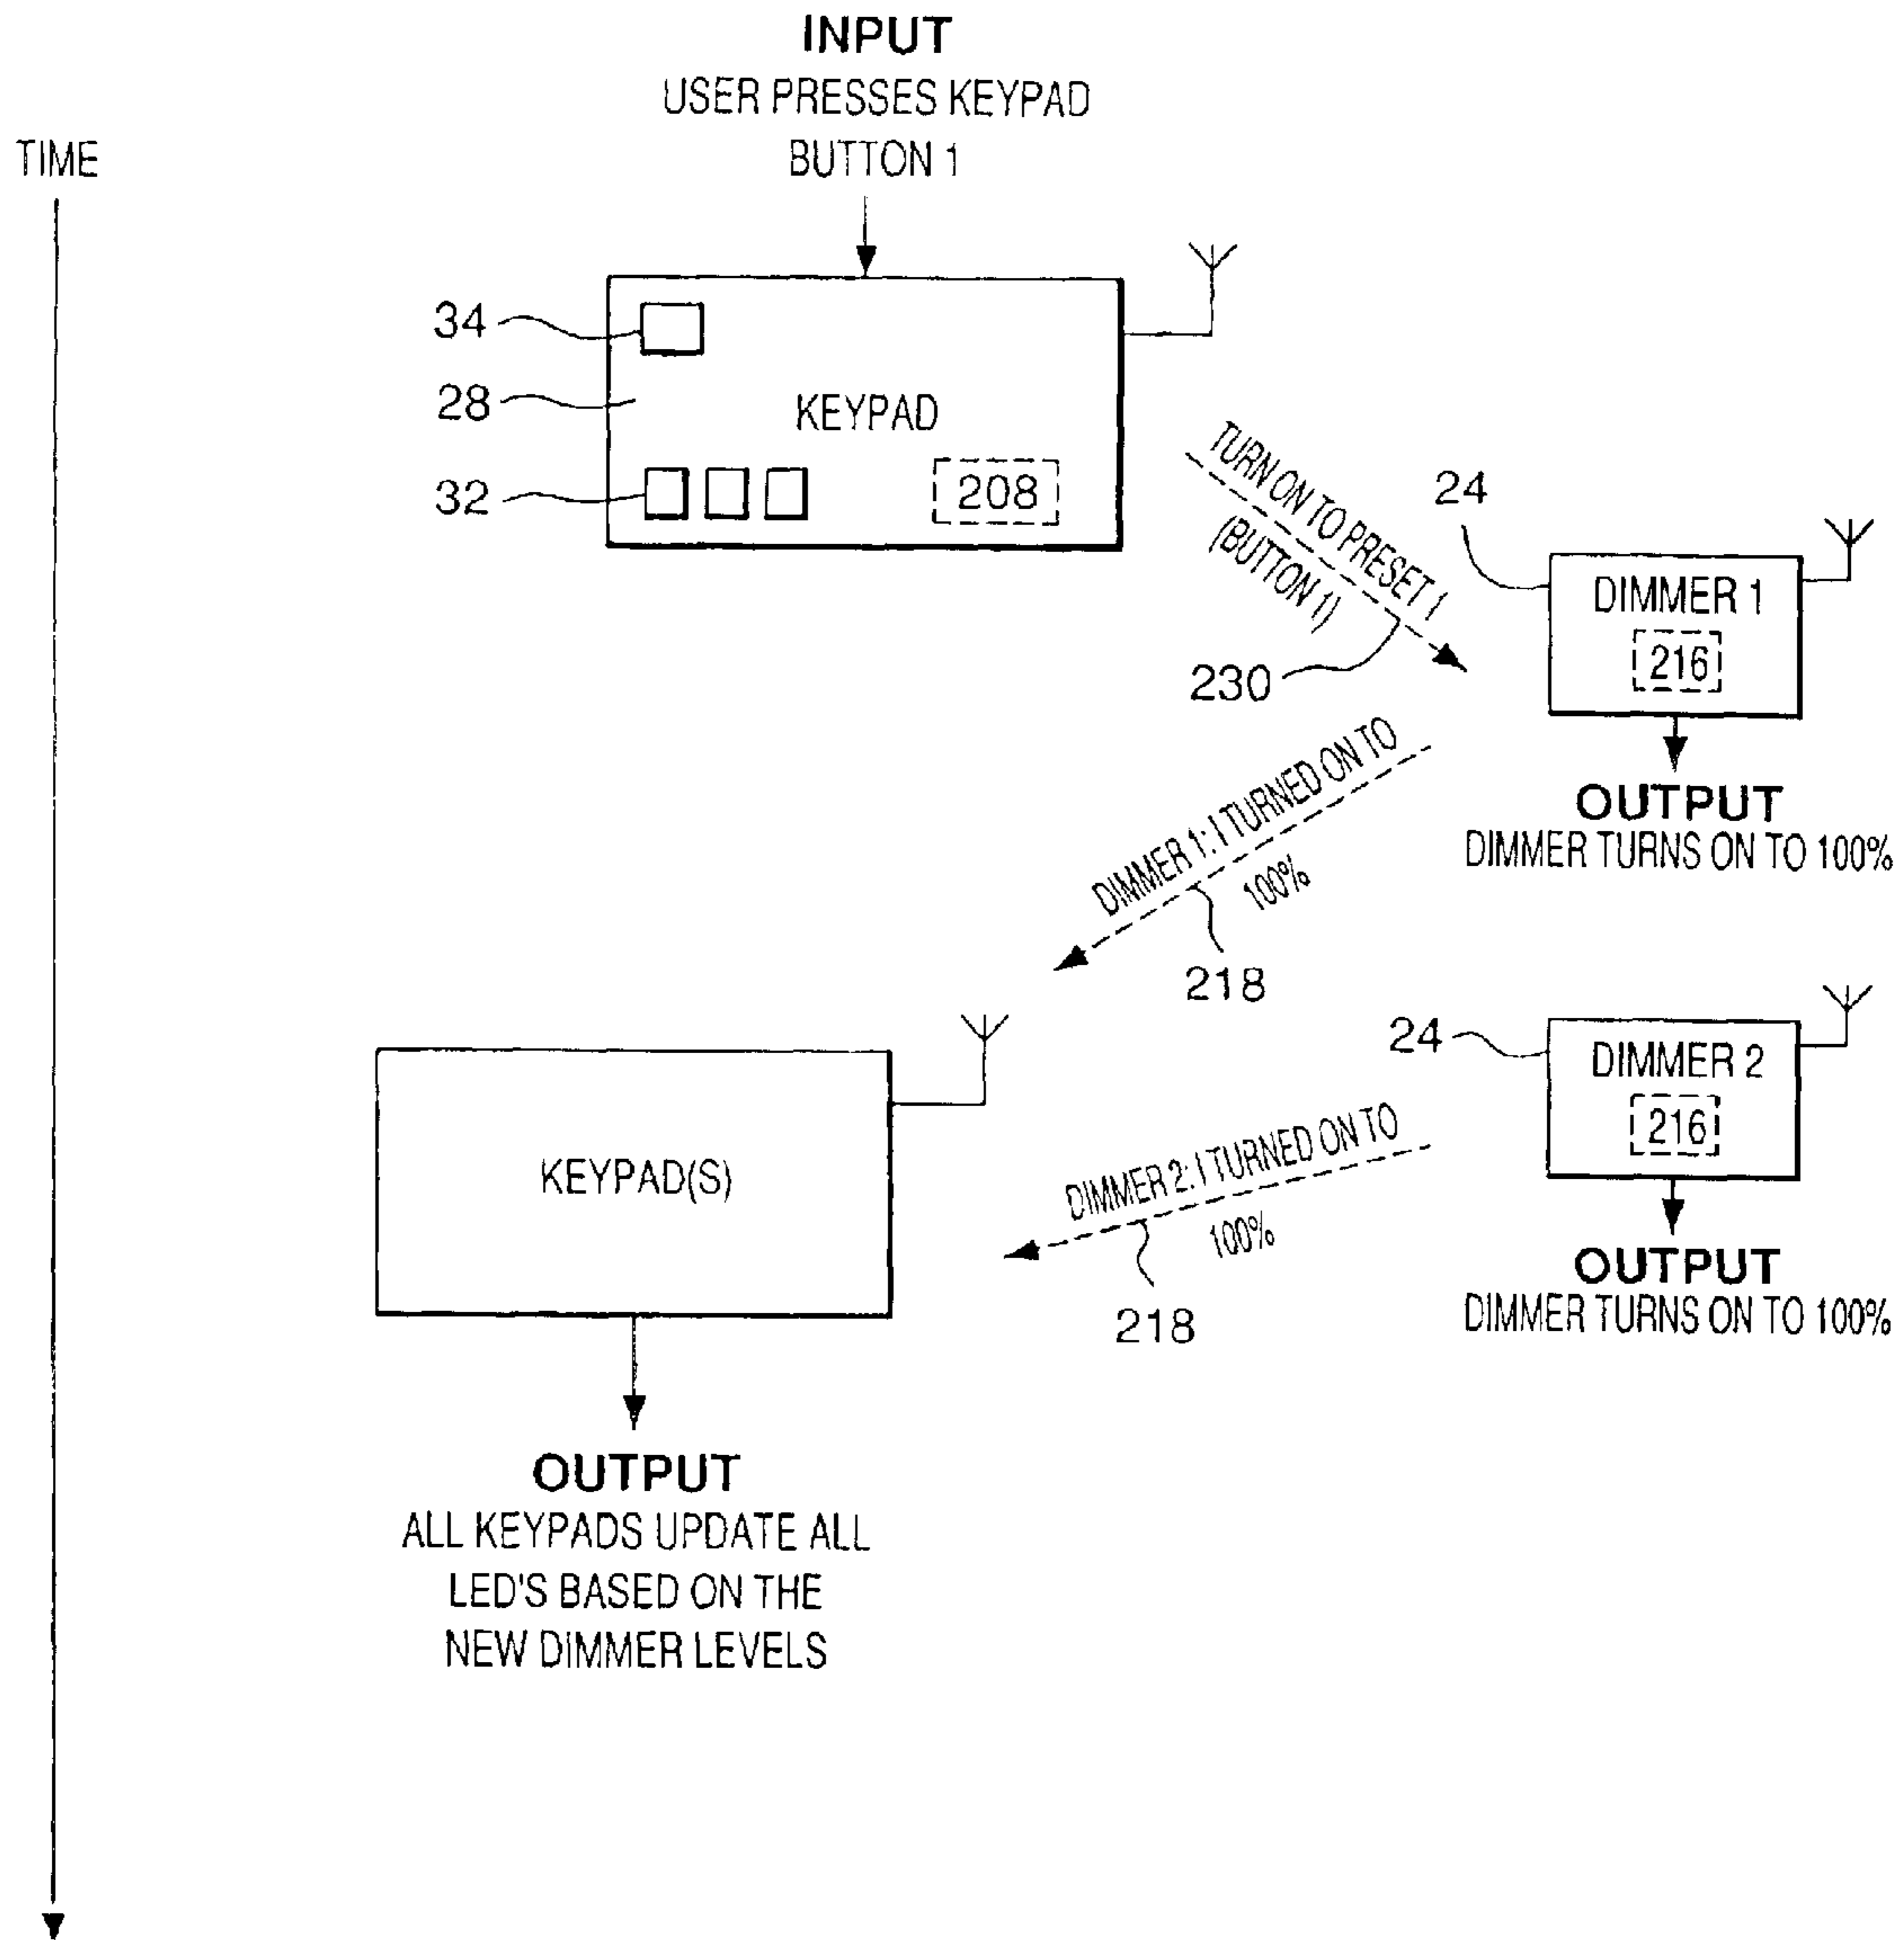 INPUT
USER PRESSES KEYPAD
BUTTON 1
TIME
34
28
KEYPAD
32
208
TURN ON TO PRESET 1
(BUTTON 1)
230
24
DIMMER 1
216
OUTPUT
DIMMER TURNS ON TO 100%
DIMMER 1: I TURNED ON TO
100%
218
24
DIMMER 2
216
OUTPUT
DIMMER TURNS ON TO 100%
KEYPAD(S)
DIMMER 2: I TURNED ON TO
100%
218
OUTPUT
ALL KEYPADS UPDATE ALL
LED'S BASED ON THE
NEW DIMMER LEVELS